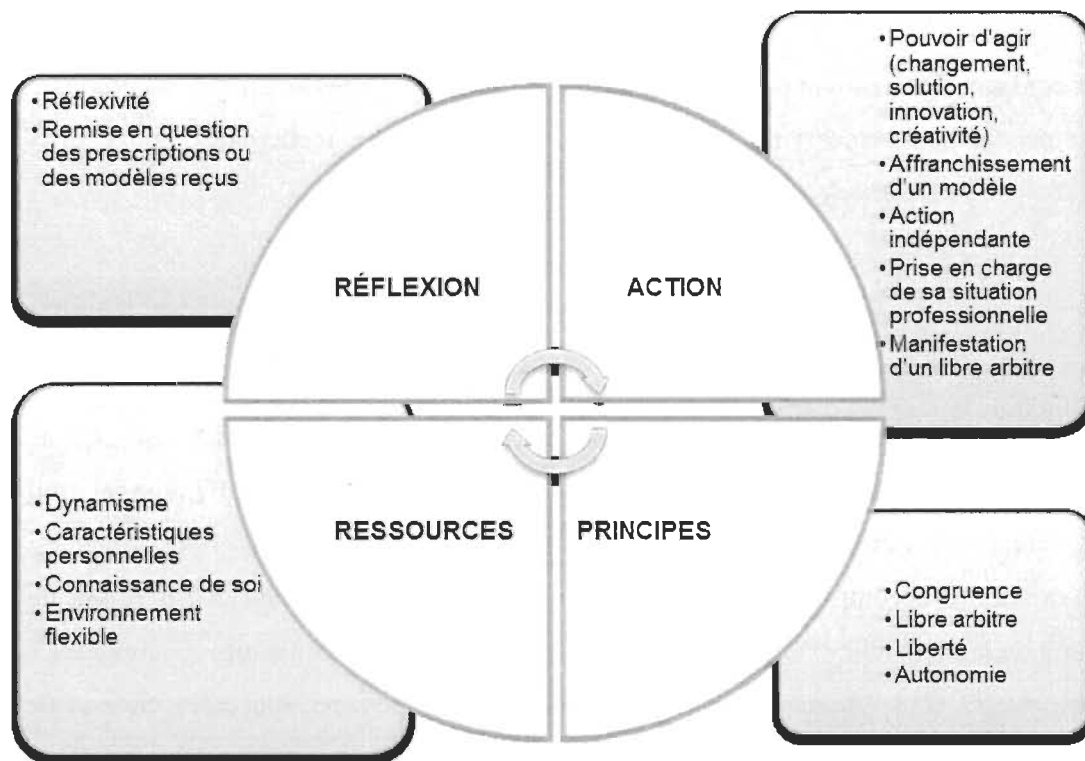 • Réflexivité
• Remise en question
des prescriptions ou
des modèles reçus
• Pouvoir d'agir
(changement,
solution,
innovation,
créativité)
• Affranchissement
d'un modèle
• Action
indépendante
• Prise en charge
de sa situation
professionnelle
• Manifestation
d'un libre arbitre
RÉFLEXION
ACTION
RESSOURCES
PRINCIPES
• Dynamisme
• Caractéristiques
personnelles
• Connaissance de soi
• Environnement
flexible
• Congruence
• Libre arbitre
• Liberté
• Autonomie